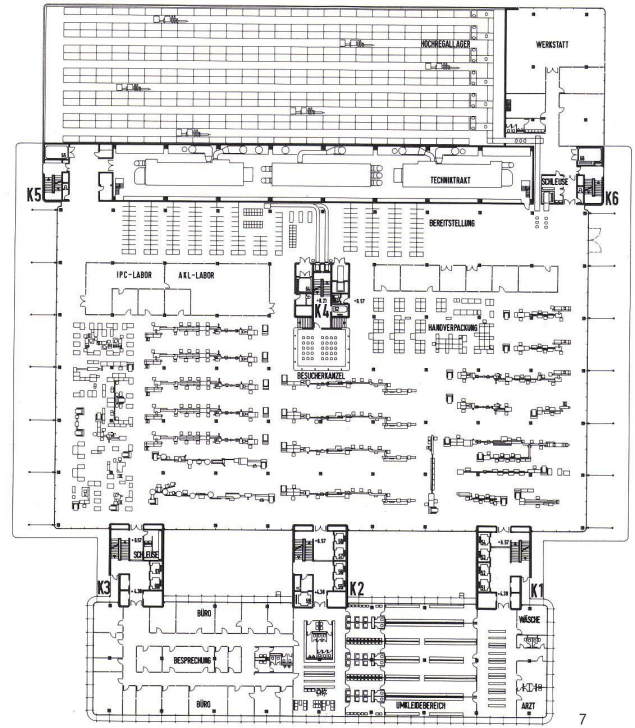 HOCHREGALLAGER
WERKSTATT
TECHNIKTRAKT
SCHLEUSE
K5
K6
BEREITSTELLUNG
IPC-LABOR AKL-LABOR
K4
HANDVERPACKUNG
BESUCHERKANZEL
SCHLEUSE
K3
K2
K1
BÜRO
WÄSCHE
BESPRECHUNG
BÜRO
UMKLEIDEBEREICH
ARZT
7